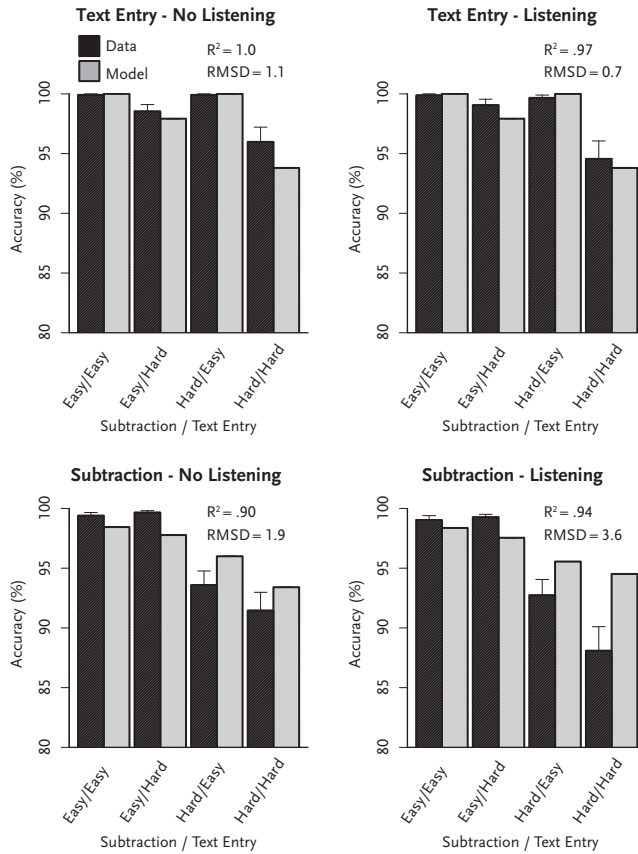 Text Entry - No Listening
Data
Model
R² = 1.0
RMSD = 1.1
Accuracy (%)
100
95
90
85
80
Easy/Easy
Easy/Hard
Hard/Easy
Hard/Hard
Subtraction / Text Entry
Text Entry - Listening
R² = .97
RMSD = 0.7
Accuracy (%)
100
95
90
85
80
Easy/Easy
Easy/Hard
Hard/Easy
Hard/Hard
Subtraction / Text Entry
Subtraction - No Listening
R² = .90
RMSD = 1.9
Accuracy (%)
100
95
90
85
80
Easy/Easy
Easy/Hard
Hard/Easy
Hard/Hard
Subtraction / Text Entry
Subtraction - Listening
R² = .94
RMSD = 3.6
Accuracy (%)
100
95
90
85
80
Easy/Easy
Easy/Hard
Hard/Easy
Hard/Hard
Subtraction / Text Entry